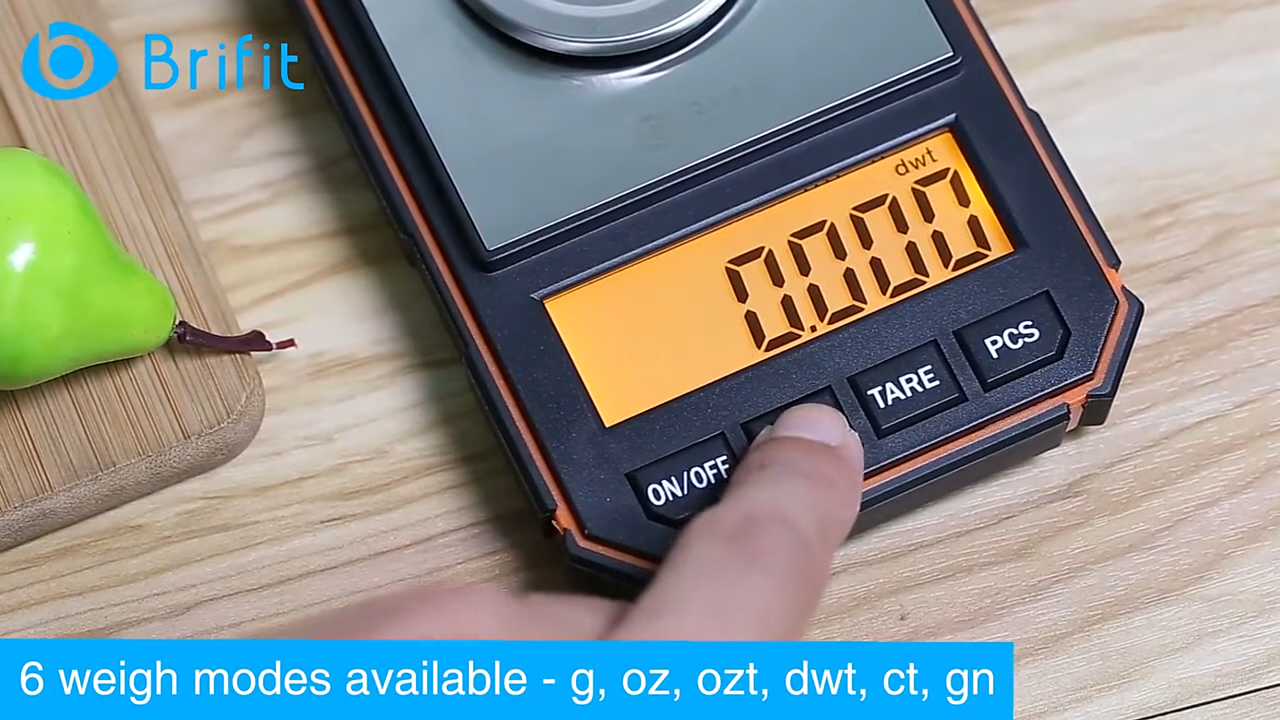 Brifit
dwt
0.000
ON/OFF
TARE
PCS
6 weigh modes available - g, oz, ozt, dwt, ct, gn